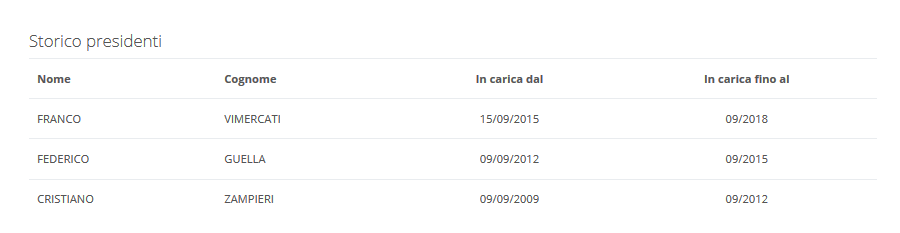 Storico presidenti
Nome Cognome In carica dal In carica fino al
FRANCO VIMERCATI 15/09/2015 09/2018
FEDERICO GUELLA 09/09/2012 09/2015
CRISTIANO ZAMPIERI 09/09/2009 09/2012